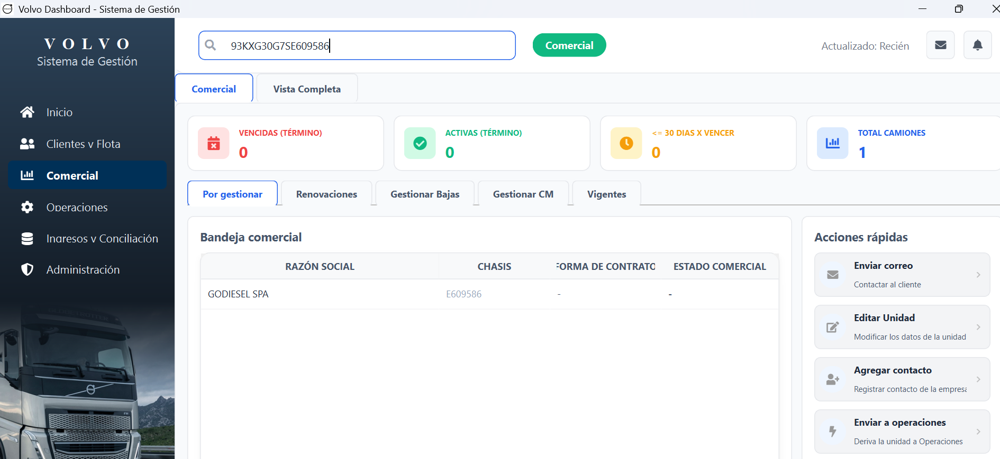 Volvo Dashboard - Sistema de Gestión
VOLVO
Sistema de Gestión
Inicio
Clientes y Flota
Comercial
Operaciones
Ingresos y Conciliación
Administración
93KXG30G7SE609586
Comercial
Actualizado: Recién
Comercial
Vista Completa
VENCIDAS (TÉRMINO)
0
ACTIVAS (TÉRMINO)
0
<= 30 DIAS X VENCER
0
TOTAL CAMIONES
1
Por gestionar
Renovaciones
Gestionar Bajas
Gestionar CM
Vigentes
Bandeja comercial
RAZÓN SOCIAL
CHASIS
FORMA DE CONTRATO
ESTADO COMERCIAL
GODIESEL SPA
E609586
-
-
Acciones rápidas
Enviar correo
Contactar al cliente
Editar Unidad
Modificar los datos de la unidad
Agregar contacto
Registrar contacto de la empresa
Enviar a operaciones
Deriva la unidad a Operaciones